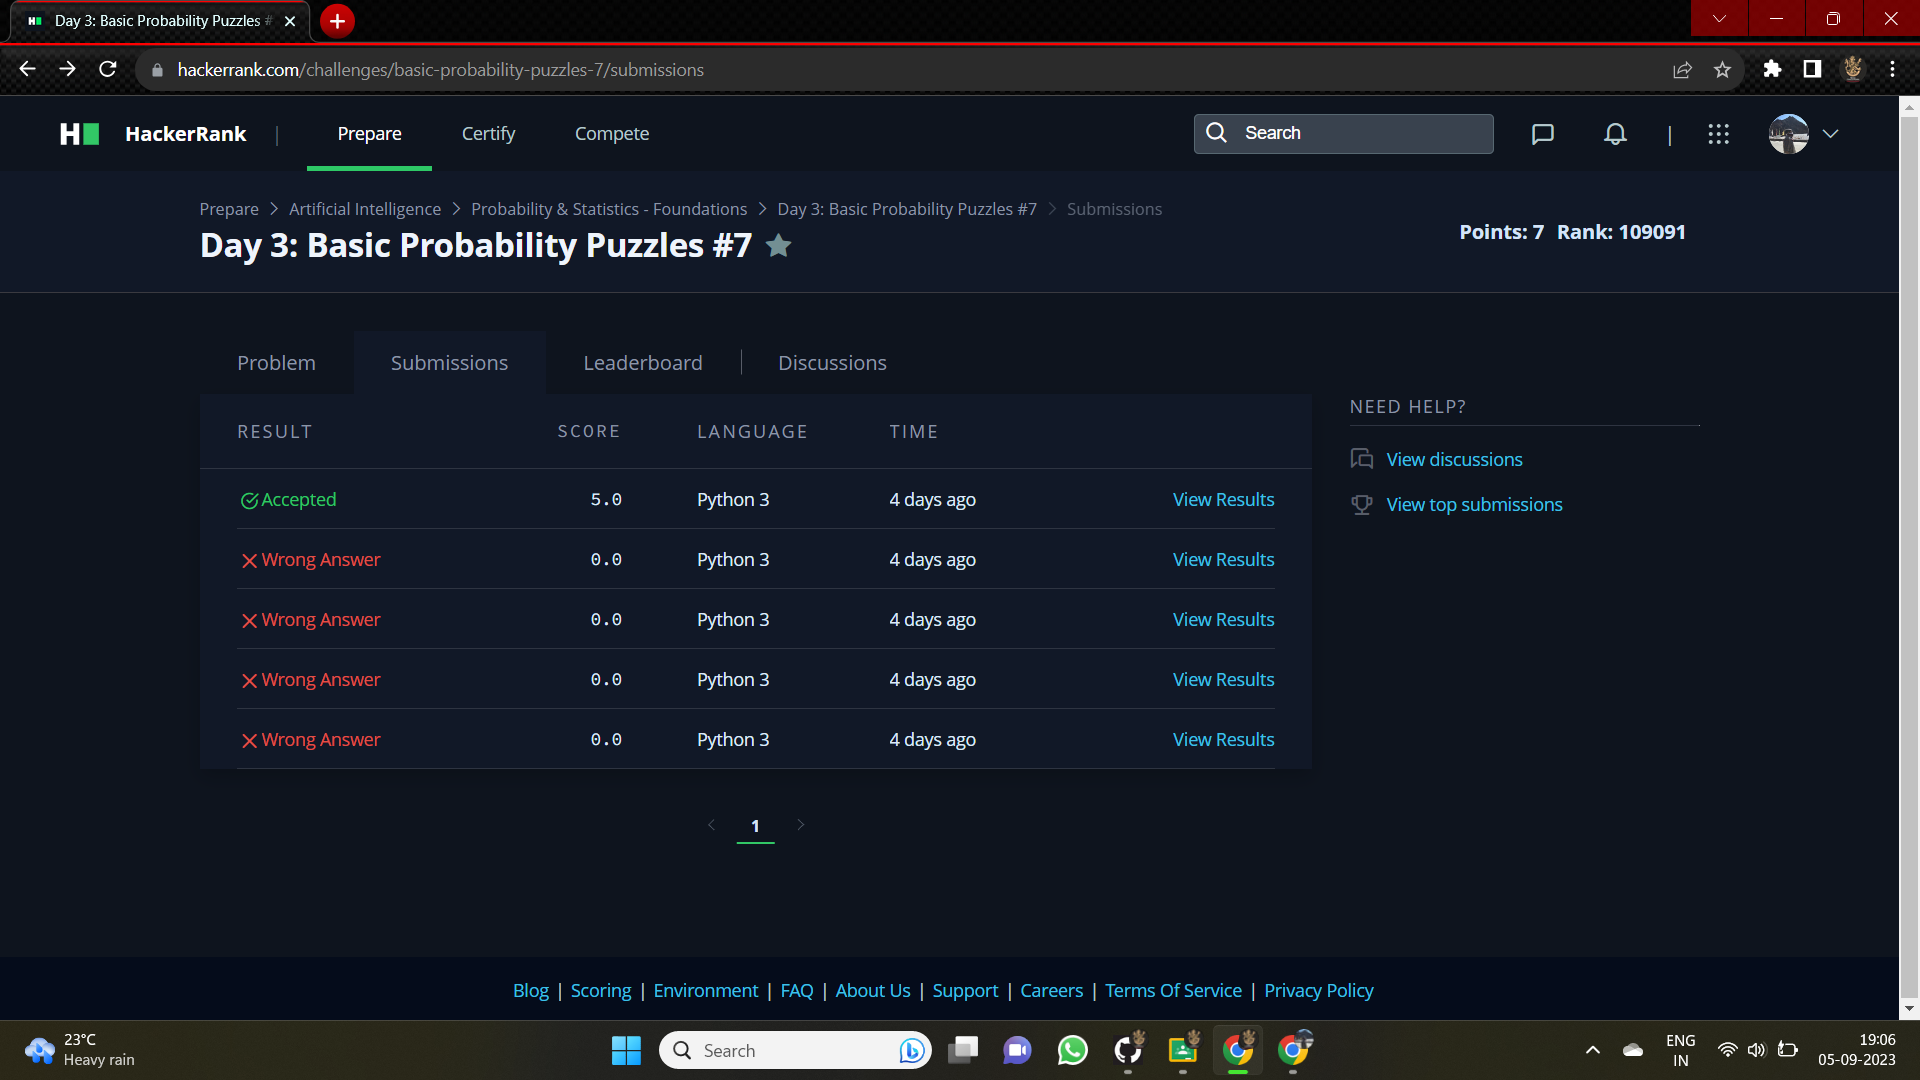 Day 3: Basic Probability Puzzles #
hackerrank.com/challenges/basic-probability-puzzles-7/submissions
HackerRank | Prepare Certify Compete Search |
Prepare > Artificial Intelligence > Probability & Statistics - Foundations > Day 3: Basic Probability Puzzles #7 > Submissions
Day 3: Basic Probability Puzzles #7
Points: 7 Rank: 109091
Problem Submissions Leaderboard | Discussions
RESULT SCORE LANGUAGE TIME
Accepted 5.0 Python 3 4 days ago View Results
Wrong Answer 0.0 Python 3 4 days ago View Results
Wrong Answer 0.0 Python 3 4 days ago View Results
Wrong Answer 0.0 Python 3 4 days ago View Results
Wrong Answer 0.0 Python 3 4 days ago View Results
1
NEED HELP?
View discussions
View top submissions
Blog | Scoring | Environment | FAQ | About Us | Support | Careers | Terms Of Service | Privacy Policy
23°C
Heavy rain
Search
ENG
IN
19:06
05-09-2023